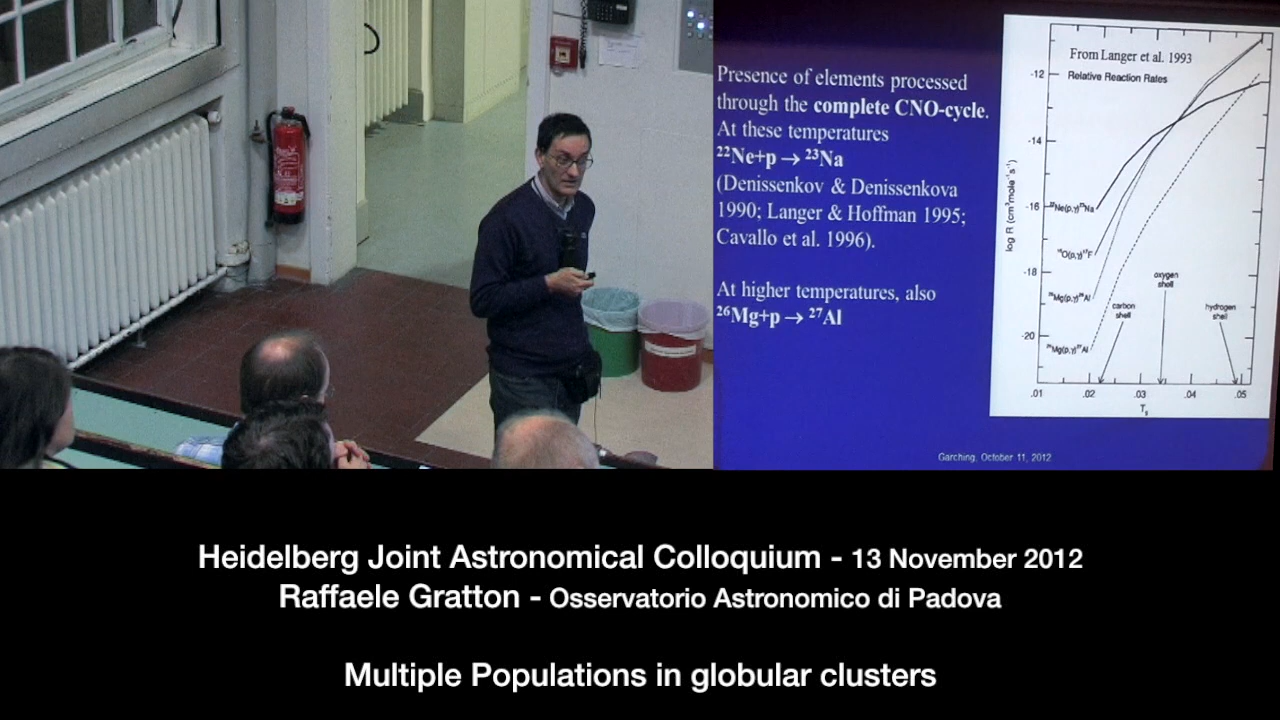 Presence of elements processed
through the complete CNO-cycle.
At these temperatures
²²Ne+p → ²³Na
(Denissenkov & Denissenkova
1990; Langer & Hoffman 1995;
Cavallo et al. 1996).
At higher temperatures, also
²⁶Mg+p → ²⁷Al
From Langer et al. 1993
Relative Reaction Rates
-12
-14
-16
-18
-20
log R (cm³mole⁻¹s⁻¹)
²²Ne(p,γ)²³Na
¹⁶O(p,γ)¹⁷F
carbon
shell
oxygen
shell
hydrogen
shell
.01 .02 .03 .04 .05
Garching, October 11, 2012
Heidelberg Joint Astronomical Colloquium - 13 November 2012
Raffaele Gratton - Osservatorio Astronomico di Padova
Multiple Populations in globular clusters